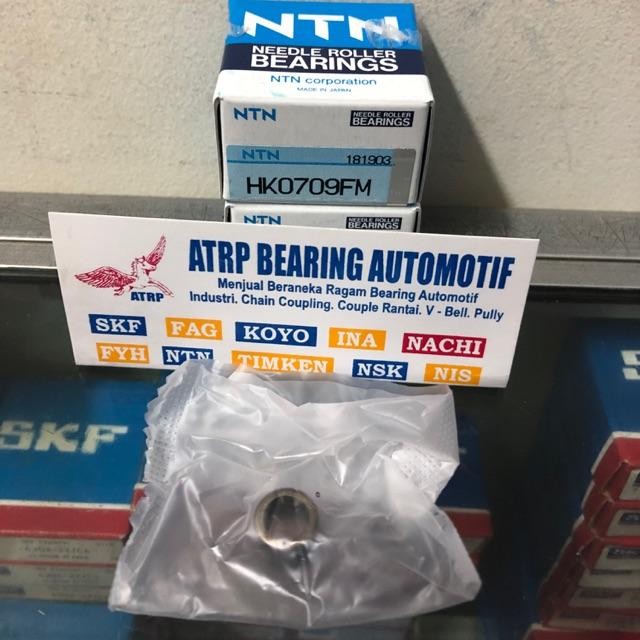 NTN
NEEDLE ROLLER
BEARINGS
NTN corporation
MADE IN JAPAN
NTN
NEEDLE ROLLER
BEARINGS
NTN 181903
HK0709FM
NTN
NEEDLE ROLLER
BEARINGS
ATRP BEARING AUTOMOTIF
Menjual Beraneka Ragam Bearing Automotif
Industri. Chain Coupling. Couple Rantai. V - Bell. Pully
ATRP
SKF FAG KOYO INA NACHI
FYH NTN TIMKEN NSK NIS
SKF